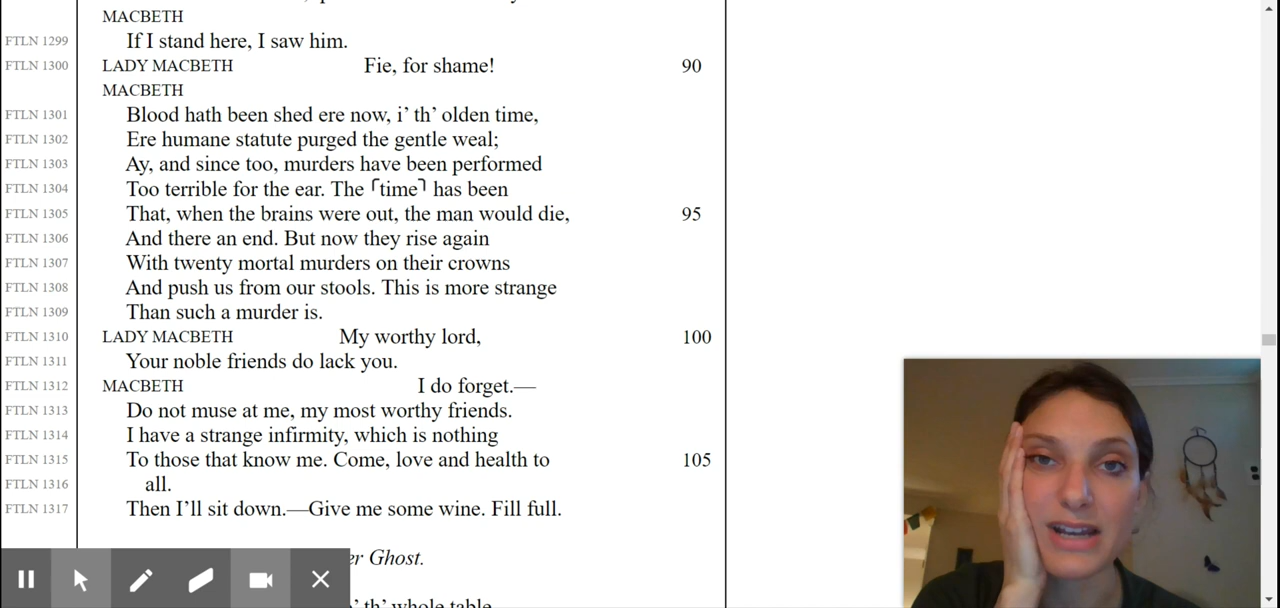 MACBETH
FTLN 1299 If I stand here, I saw him.
FTLN 1300 LADY MACBETH Fie, for shame! 90
MACBETH
FTLN 1301 Blood hath been shed ere now, i’ th’ olden time,
FTLN 1302 Ere humane statute purged the gentle weal;
FTLN 1303 Ay, and since too, murders have been performed
FTLN 1304 Too terrible for the ear. The ⌜time⌝ has been
FTLN 1305 That, when the brains were out, the man would die, 95
FTLN 1306 And there an end. But now they rise again
FTLN 1307 With twenty mortal murders on their crowns
FTLN 1308 And push us from our stools. This is more strange
FTLN 1309 Than such a murder is.
FTLN 1310 LADY MACBETH My worthy lord, 100
FTLN 1311 Your noble friends do lack you.
FTLN 1312 MACBETH I do forget.—
FTLN 1313 Do not muse at me, my most worthy friends.
FTLN 1314 I have a strange infirmity, which is nothing
FTLN 1315 To those that know me. Come, love and health to 105
FTLN 1316 all.
FTLN 1317 Then I’ll sit down.—Give me some wine. Fill full.
er Ghost.
’ th’ whole table